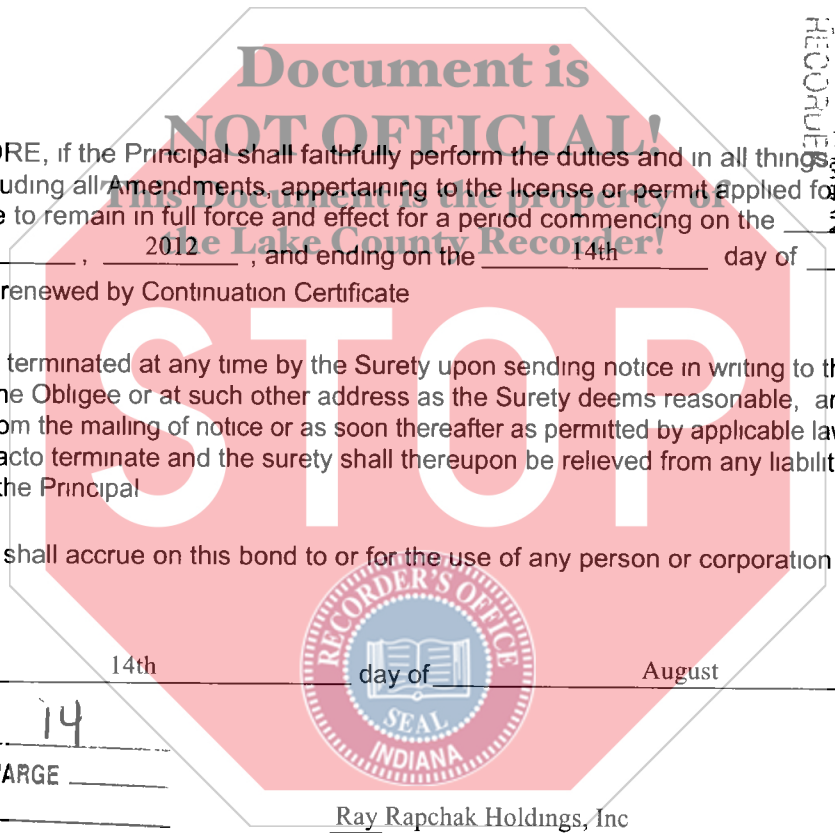 Document is
NOT OFFICIAL!
This Document is the property of
the Lake County Recorder!
STOP
RECORDE
ORE, if the Principal shall faithfully perform the duties and in all things
uding all Amendments, appertaining to the license or permit applied fo
e to remain in full force and effect for a period commencing on the
, 2012 , and ending on the 14th day of
renewed by Continuation Certificate
terminated at any time by the Surety upon sending notice in writing to th
ne Obligee or at such other address as the Surety deems reasonable, an
om the mailing of notice or as soon thereafter as permitted by applicable law
acto terminate and the surety shall thereupon be relieved from any liabilit
the Principal
shall accrue on this bond to or for the use of any person or corporation
RECORDER'S OFFICE
SEAL
INDIANA
14th day of August
14
ARGE
Ray Rapchak Holdings, Inc